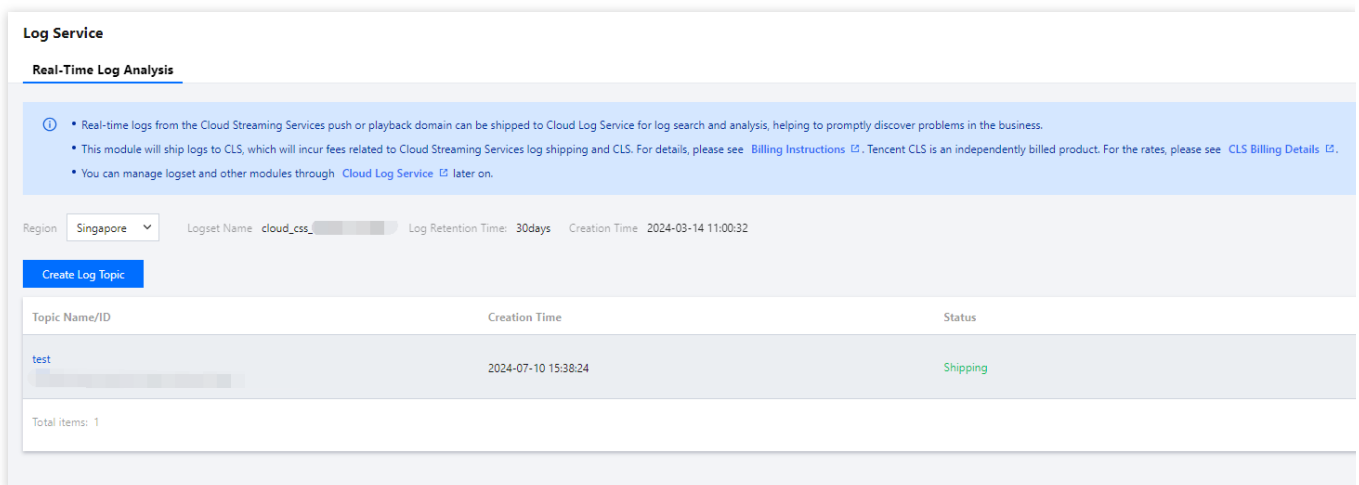 Log Service
Real-Time Log Analysis
• Real-time logs from the Cloud Streaming Services push or playback domain can be shipped to Cloud Log Service for log search and analysis, helping to promptly discover problems in the business.
• This module will ship logs to CLS, which will incur fees related to Cloud Streaming Services log shipping and CLS. For details, please see Billing Instructions. Tencent CLS is an independently billed product. For the rates, please see CLS Billing Details.
• You can manage logset and other modules through Cloud Log Service later on.
Region Singapore Logset Name cloud_css_ Log Retention Time: 30days Creation Time 2024-03-14 11:00:32
Create Log Topic
Topic Name/ID Creation Time Status
test
2024-07-10 15:38:24 Shipping
Total items: 1